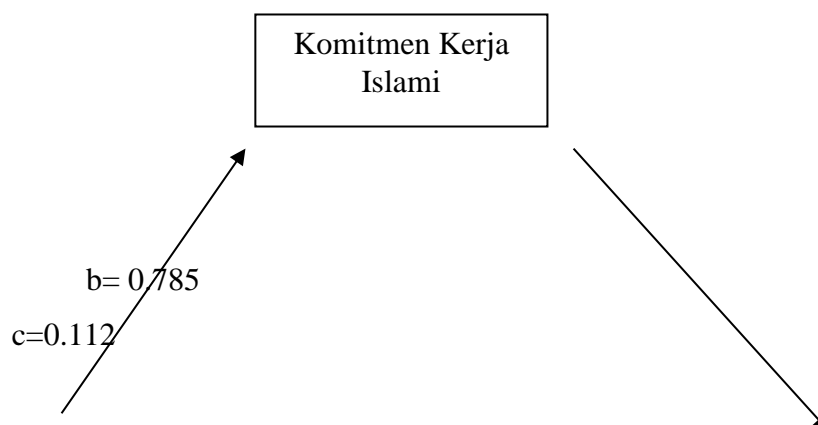 Komitmen Kerja
Islami
b= 0.785
c=0.112